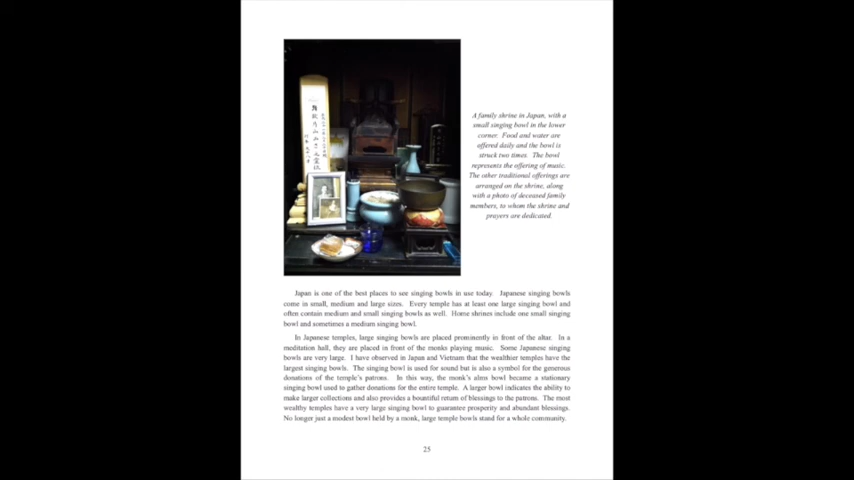 A family shrine in Japan, with a
small singing bowl in the lower
corner. Food and water are
offered daily and the bowl is
struck two times. The bowl
represents the offering of music.
The other traditional offerings are
arranged on the shrine, along
with a photo of deceased family
members, to whom the shrine and
prayers are dedicated.
Japan is one of the best places to see singing bowls in use today. Japanese singing bowls
come in small, medium and large sizes. Every temple has at least one large singing bowl and
often contain medium and small singing bowls as well. Home shrines include one small singing
bowl and sometimes a medium singing bowl.
In Japanese temples, large singing bowls are placed prominently in front of the altar. In a
meditation hall, they are placed in front of the monks playing music. Some Japanese singing
bowls are very large. I have observed in Japan and Vietnam that the wealthier temples have the
largest singing bowls. The singing bowl is used for sound but is also a symbol for the generous
donations of the temple's patrons. In this way, the monk's alms bowl became a stationary
singing bowl used to gather donations for the entire temple. A larger bowl indicates the ability to
make larger collections and also provides a bountiful return of blessings to the patrons. The most
wealthy temples have a very large singing bowl to guarantee prosperity and abundant blessings.
No longer just a modest bowl held by a monk, large temple bowls stand for a whole community.
25